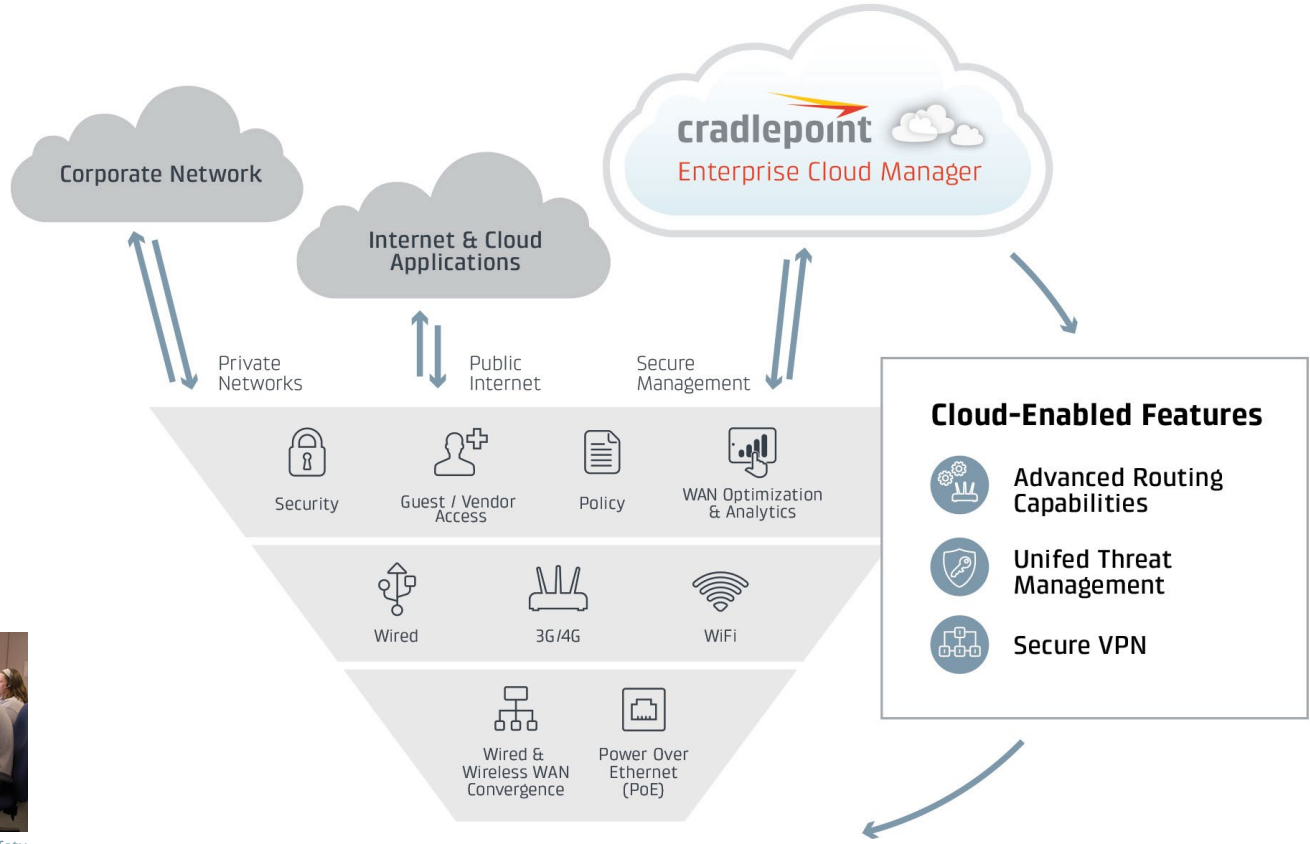 cradlepoint
Enterprise Cloud Manager
Corporate Network
Internet & Cloud
Applications
Private
Networks
Public
Internet
Secure
Management
Security
Guest / Vendor
Access
Policy
WAN Optimization
& Analytics
Wired
3G/4G
WiFi
Wired &
Wireless WAN
Convergence
Power Over
Ethernet
(PoE)
Cloud-Enabled Features
Advanced Routing
Capabilities
Unifed Threat
Management
Secure VPN